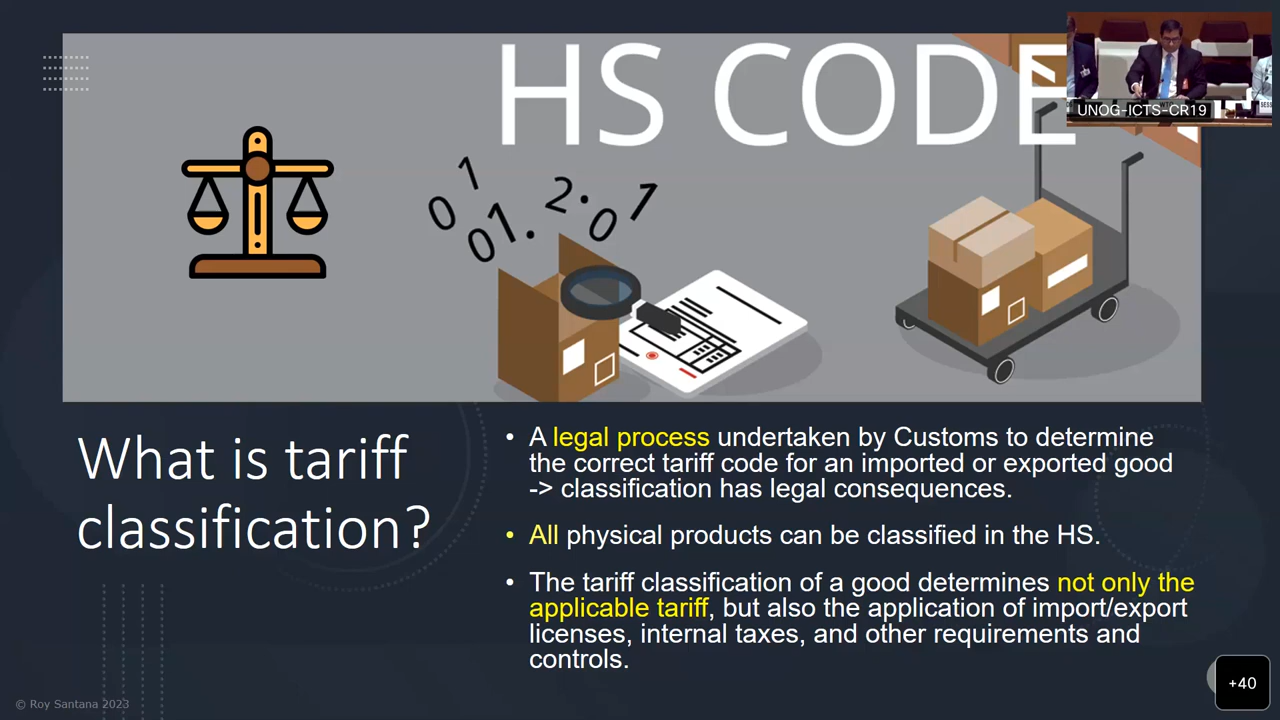 HS CODE
UNOG-ICTS-CR19
0 1
01. 2. 01
What is tariff
classification?
• A legal process undertaken by Customs to determine
the correct tariff code for an imported or exported good
-> classification has legal consequences.
• All physical products can be classified in the HS.
• The tariff classification of a good determines not only the
applicable tariff, but also the application of import/export
licenses, internal taxes, and other requirements and
controls.
© Roy Santana 2023
+40